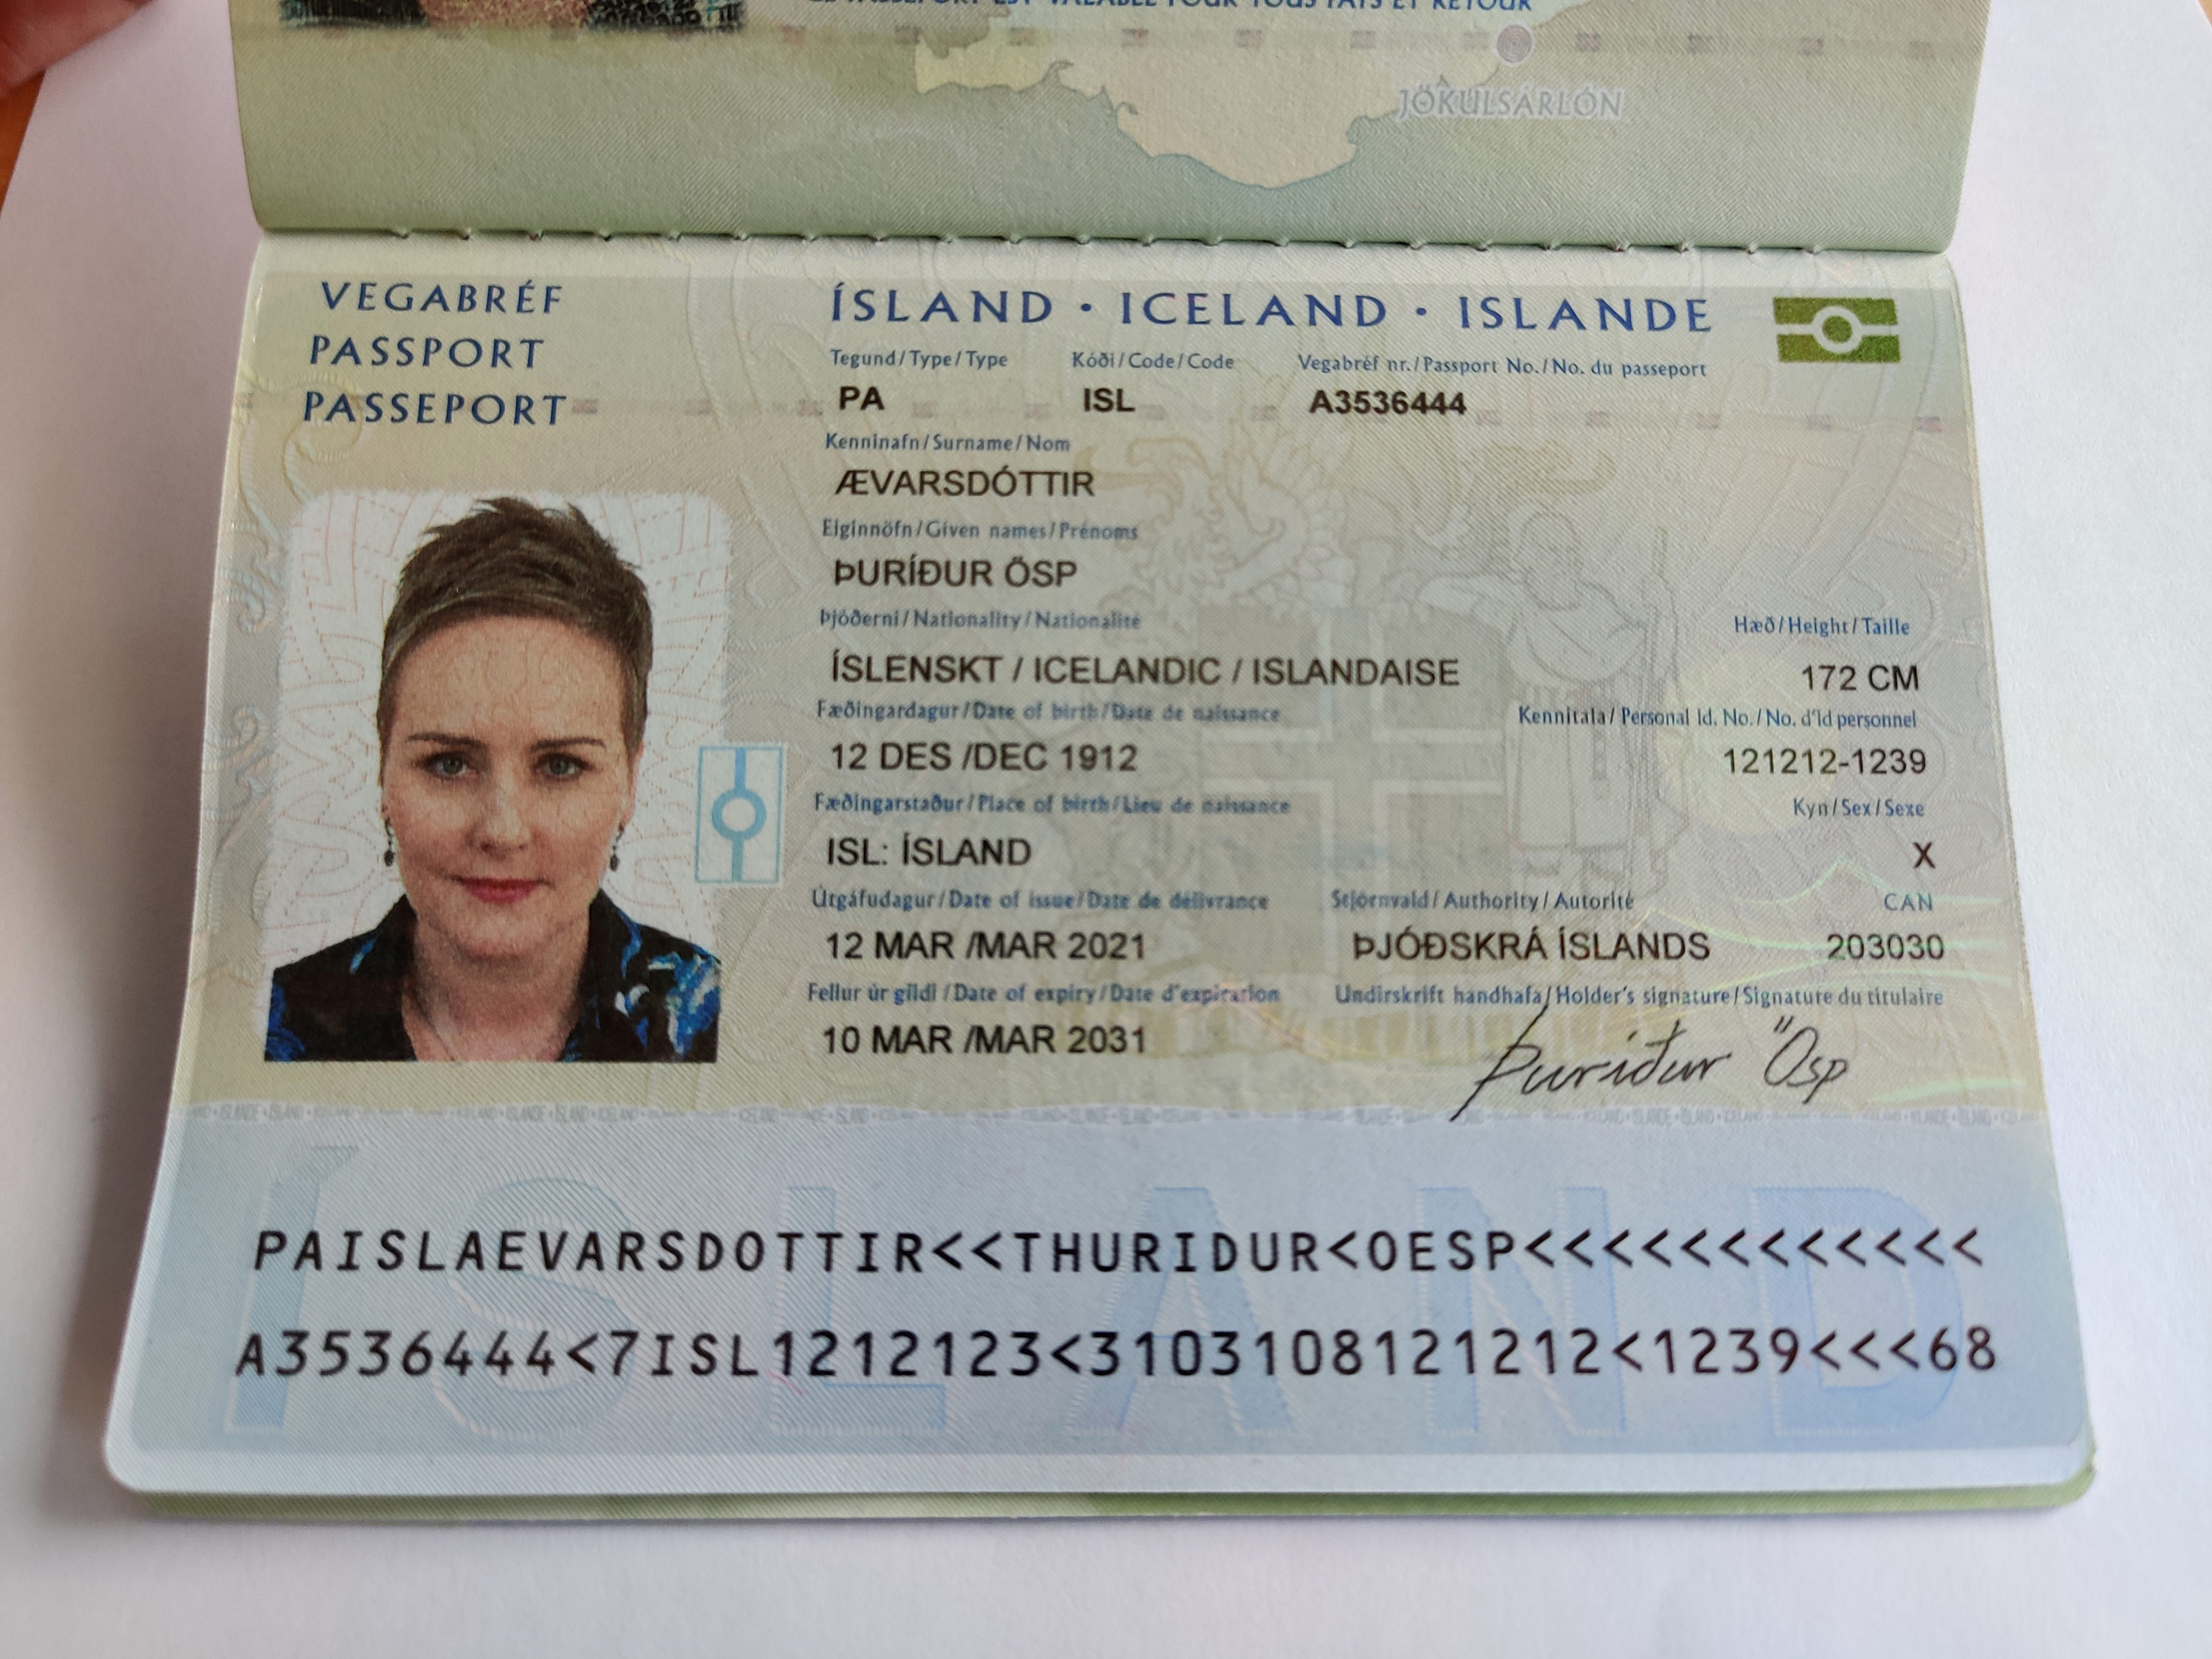 CE PASSEPORT EST VALABLE POUR TOUS PAYS ET RETOUR
JÖKULSÁRLÓN
VEGABRÉF
PASSPORT
PASSEPORT
ÍSLAND · ICELAND · ISLANDE
Tegund/Type/Type Kóði/Code/Code Vegabréf nr./Passport No./No. du passeport
PA ISL A3536444
Kenninafn/Surname/Nom
ÆVARSDÓTTIR
Eiginnöfn/Given names/Prénoms
ÞURÍÐUR ÖSP
Þjóðerni/Nationality/Nationalité Hæð/Height/Taille
ÍSLENSKT / ICELANDIC / ISLANDAISE 172 CM
Fæðingardagur/Date of birth/Date de naissance Kennitala/Personal Id. No./No. d'Id personnel
12 DES /DEC 1912 121212-1239
Fæðingarstaður/Place of birth/Lieu de naissance Kyn/Sex/Sexe
ISL: ÍSLAND X
Útgáfudagur/Date of issue/Date de délivrance Stjórnvald/Authority/Autorité CAN
12 MAR /MAR 2021 ÞJÓÐSKRÁ ÍSLANDS 203030
Fellur úr gildi/Date of expiry/Date d'expiration Undirskrift handhafa/Holder's signature/Signature du titulaire
10 MAR /MAR 2031 Þuríður Ösp
ÍSLAND
PAISLAEVARSDOTTIR<<THURIDUR<OESP<<<<<<<<<<<<
A3536444<7ISL1212123<3103108121212<1239<<<68